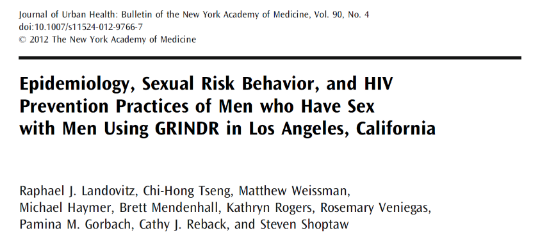 Journal of Urban Health: Bulletin of the New York Academy of Medicine, Vol. 90, No. 4
doi:10.1007/s11524-012-9766-7
© 2012 The New York Academy of Medicine
Epidemiology, Sexual Risk Behavior, and HIV
Prevention Practices of Men who Have Sex
with Men Using GRINDR in Los Angeles, California
Raphael J. Landovitz, Chi-Hong Tseng, Matthew Weissman,
Michael Haymer, Brett Mendenhall, Kathryn Rogers, Rosemary Veniegas,
Pamina M. Gorbach, Cathy J. Reback, and Steven Shoptaw